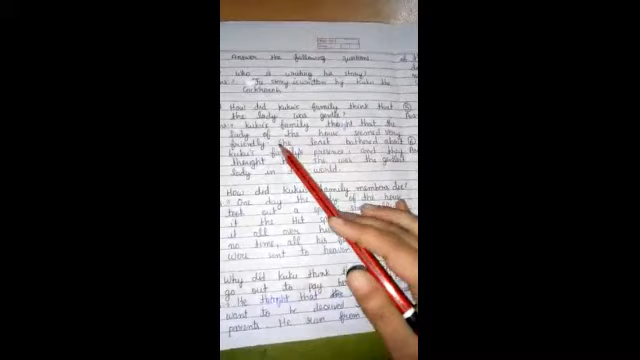 Answer the following questions
Who is writing his story?
The story is written by Kuku the
Cockroach
How did Kuku's family think that
the lady was gentle?
Kuku's family thought that the
lady of the house seemed very
friendly She least bothered about
Kuku's family's presence and they
thought she was the gentlest
lady in the world.
How did Kuku's family members die?
One day the lady of the house
took out a
it the Hit
it all over
no time, all his
were sent to heaven
Why did Kuku think
go out to pay
He thought that
want to be
parents. He ran from